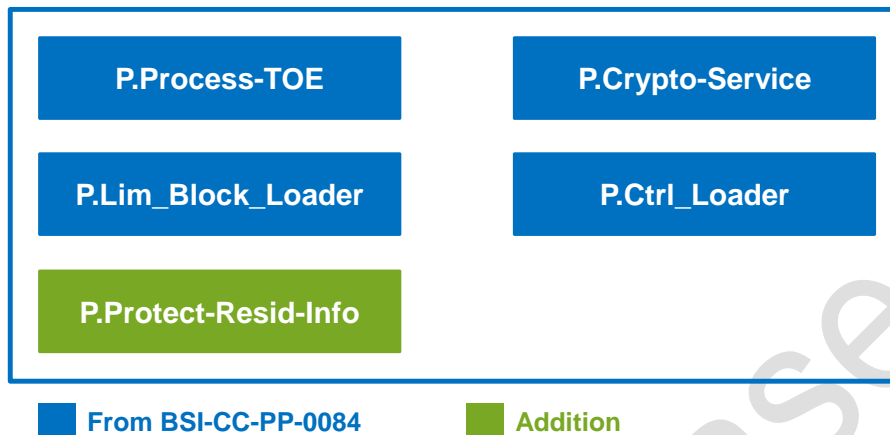 P.Process-TOE P.Crypto-Service
P.Lim_Block_Loader P.Ctrl_Loader
P.Protect-Resid-Info
From BSI-CC-PP-0084 Addition